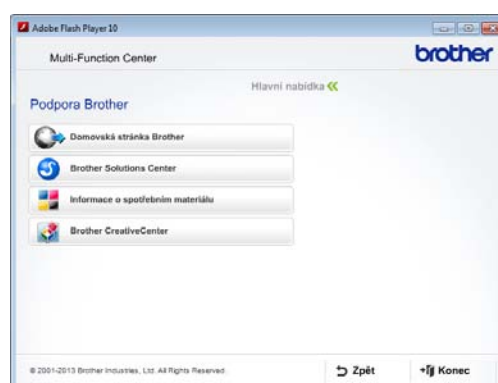 Adobe Flash Player 10
Multi-Function Center
brother
Hlavní nabídka
Podpora Brother
Domovská stránka Brother
Brother Solutions Center
Informace o spotřebním materiálu
Brother CreativeCenter
© 2001-2013 Brother Industries, Ltd. All Rights Reserved.
Zpět
Konec